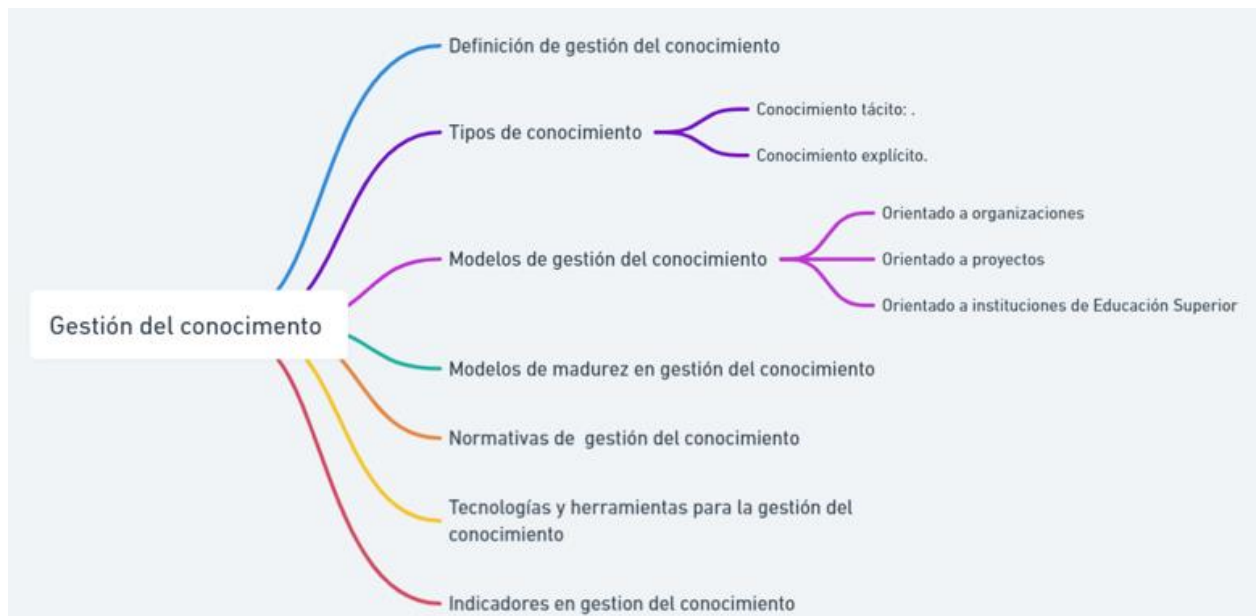 Definición de gestión del conocimiento
Tipos de conocimiento
Conocimiento tácito: .
Conocimiento explícito.
Modelos de gestión del conocimiento
Orientado a organizaciones
Orientado a proyectos
Orientado a instituciones de Educación Superior
Gestión del conocimento
Modelos de madurez en gestión del conocimiento
Normativas de  gestión del conocimiento
Tecnologías y herramientas para la gestión del
conocimiento
Indicadores en gestion del conocimiento